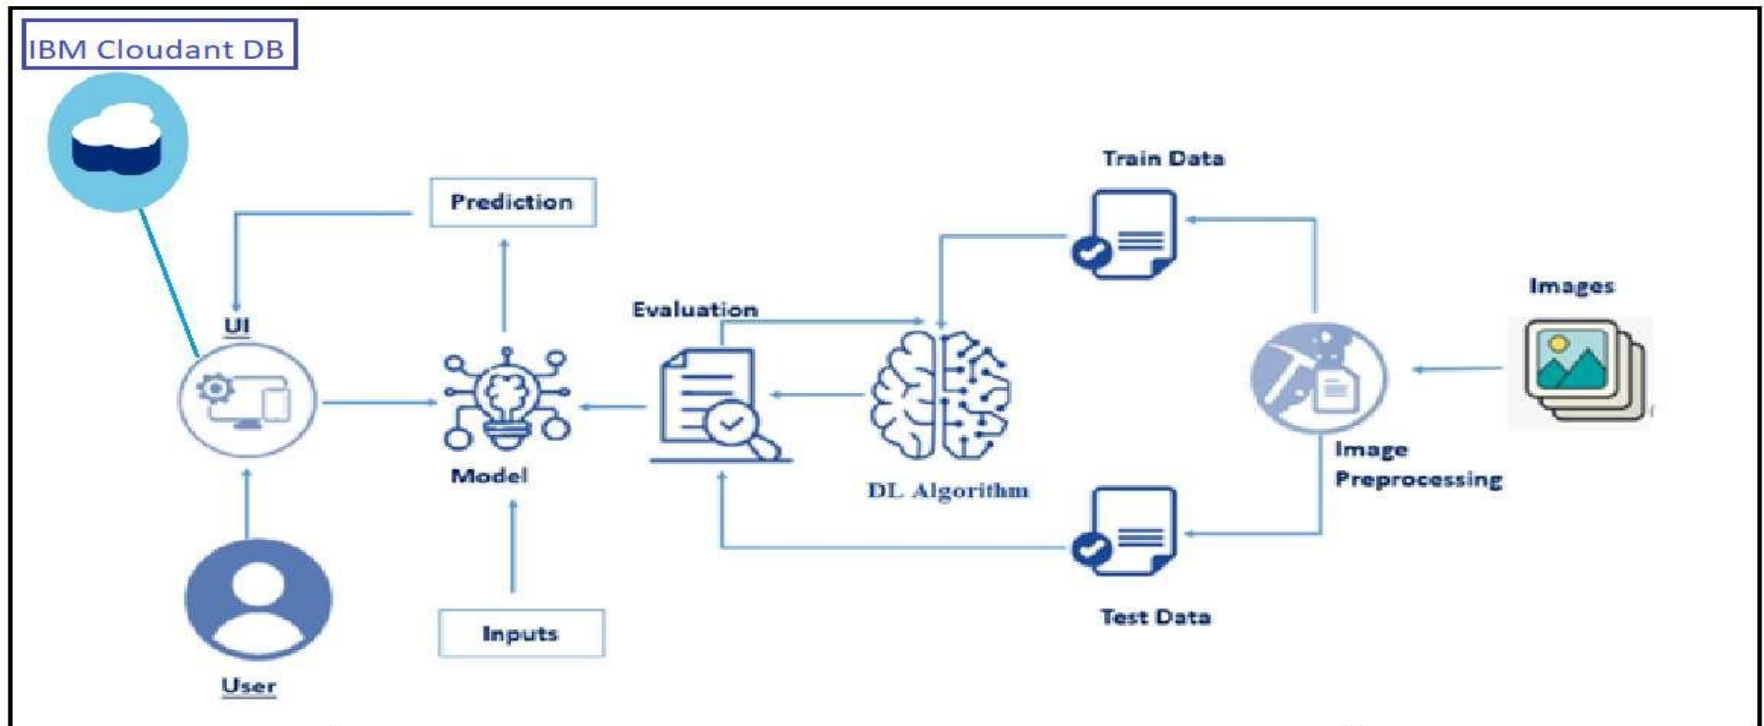 IBM Cloudant DB
Train Data
Prediction
Images
Evaluation
UI
Image
Preprocessing
Model
DL Algorithm
Test Data
Inputs
User